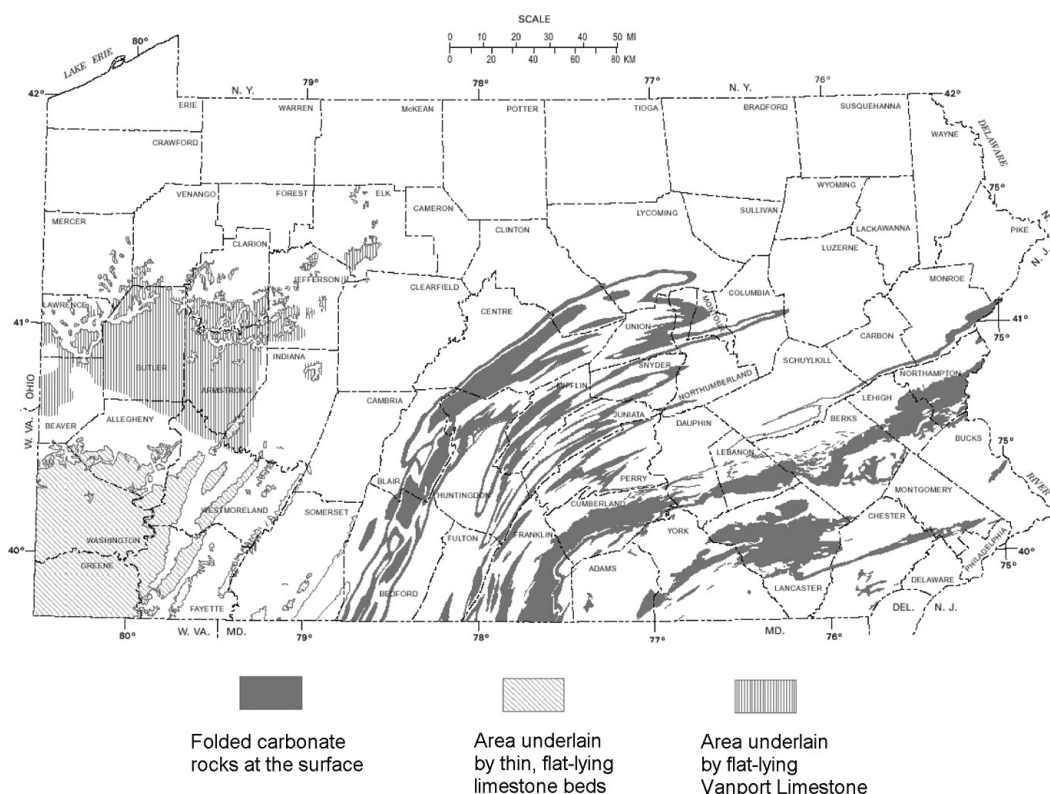 SCALE
0 10 20 30 40 50 MI
0 20 40 60 80 KM
LAKE ERIE
80°
79°
N. Y.
78°
77°
N. Y.
76°
42°
42°
ERIE
WARREN
McKEAN
POTTER
TIOGA
BRADFORD
SUSQUEHANNA
WAYNE
DELAWARE
CRAWFORD
75°
VENANGO
FOREST
ELK
WYOMING
MERCER
CAMERON
LYCOMING
SULLIVAN
LACKAWANNA
PIKE
N. J.
CLARION
CLINTON
LUZERNE
JEFFERSON
CLEARFIELD
MONROE
LAWRENCE
CENTRE
COLUMBIA
MONTOUR
41°
UNION
CARBON
41°
75°
INDIANA
SCHUYLKILL
BUTLER
SNYDER
NORTHAMPTON
ARMSTRONG
MIFFLIN
NORTHUMBERLAND
LEHIGH
OHIO
W. VA.
CAMBRIA
BEAVER
ALLEGHENY
JUNIATA
DAUPHIN
BERKS
BUCKS
75°
LEBANON
BLAIR
PERRY
HUNTINGDON
MONTGOMERY
RIVER
WESTMORELAND
SOMERSET
CUMBERLAND
CHESTER
WASHINGTON
FULTON
FRANKLIN
YORK
PHILADELPHIA
40°
40°
75°
GREENE
ADAMS
DELAWARE
FAYETTE
BEDFORD
LANCASTER
DEL.
N. J.
80°
W. VA.
MD.
79°
78°
77°
MD.
76°
Folded carbonate
rocks at the surface
Area underlain
by thin, flat-lying
limestone beds
Area underlain
by flat-lying
Vanport Limestone